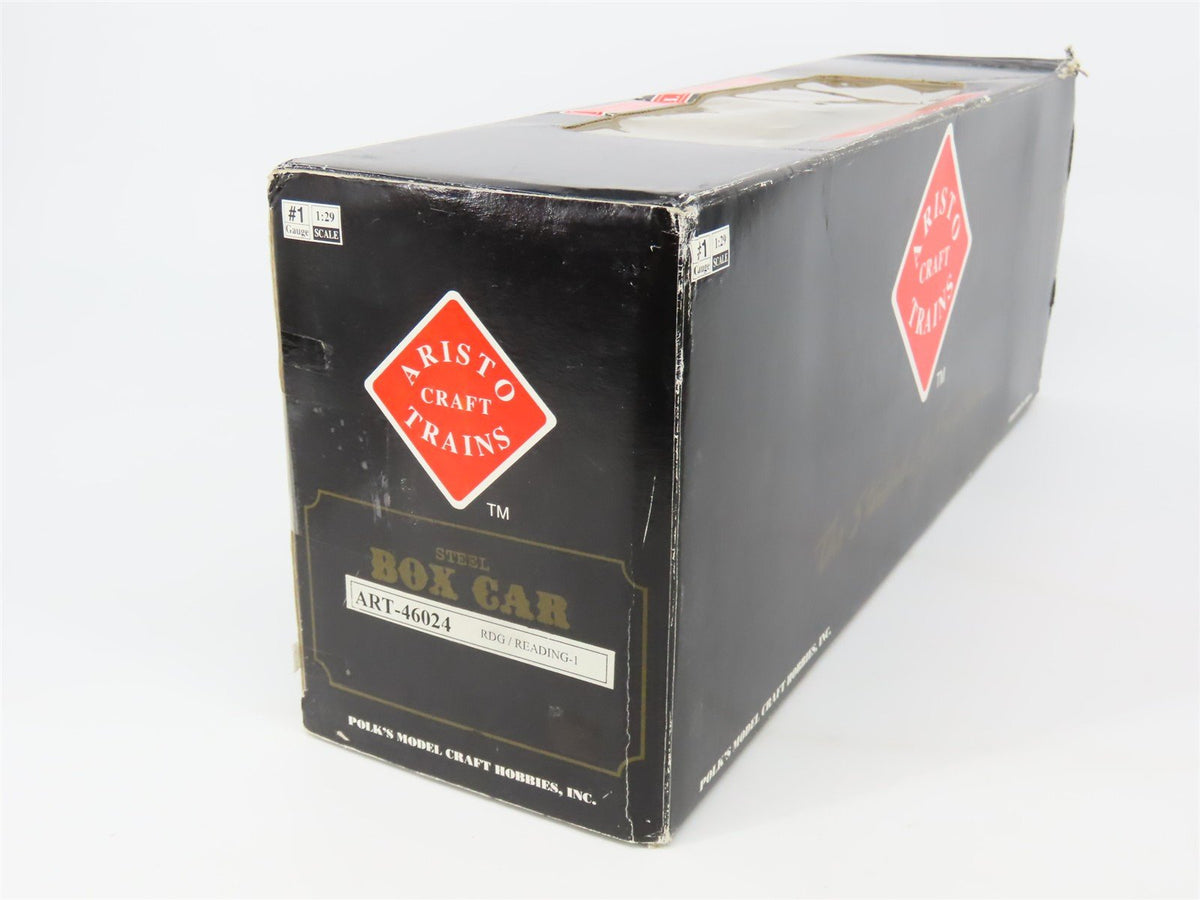 #1 1:29
Gauge SCALE
ARISTO
CRAFT
TRAINS
TM
STEEL
BOX CAR
ART-46024 RDG / READING-1
POLK'S MODEL CRAFT HOBBIES, INC.
#1 1:29
Gauge SCALE
ARISTO
CRAFT
TRAINS
TM
POLK'S MODEL CRAFT HOBBIES, INC.